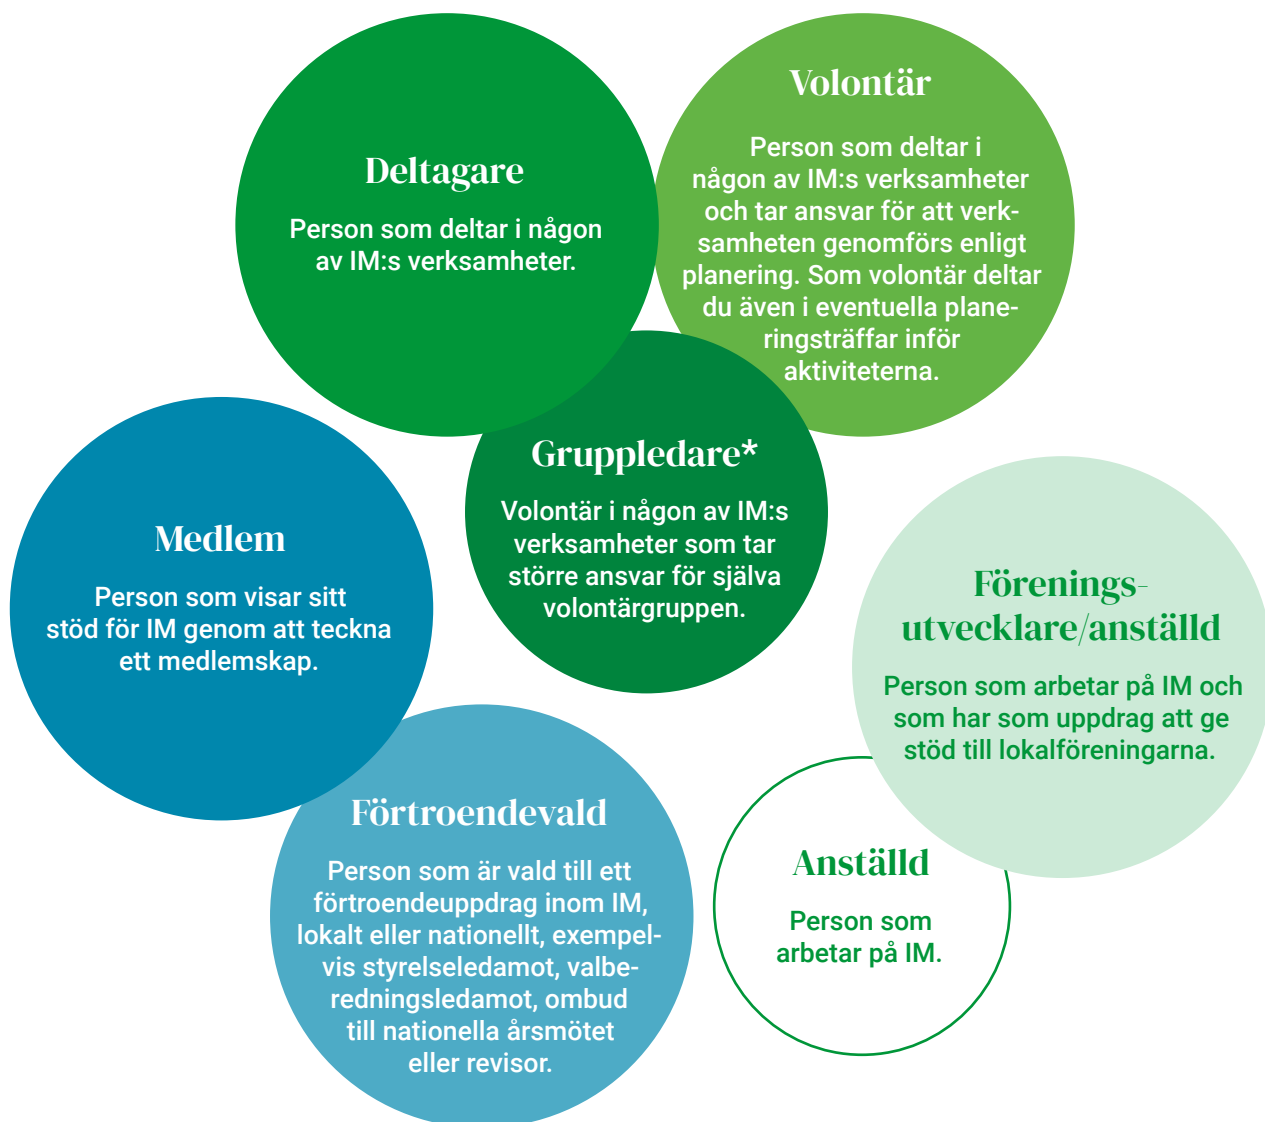 Deltagare
Person som deltar i någon
av IM:s verksamheter.
Volontär
Person som deltar i
någon av IM:s verksamheter
och tar ansvar för att verk-
samheten genomförs enligt
planering. Som volontär deltar
du även i eventuella plane-
ringsträffar inför
aktiviteterna.
Gruppledare*
Volontär i någon av IM:s
verksamheter som tar
större ansvar för själva
volontärgruppen.
Medlem
Person som visar sitt
stöd för IM genom att teckna
ett medlemskap.
Förenings-
utvecklare/anställd
Person som arbetar på IM och
som har som uppdrag att ge
stöd till lokalföreningarna.
Förtroendevald
Person som är vald till ett
förtroendeuppdrag inom IM,
lokalt eller nationellt, exempel-
vis styrelseledamot, valbe-
redningsledamot, ombud
till nationella årsmötet
eller revisor.
Anställd
Person som
arbetar på IM.